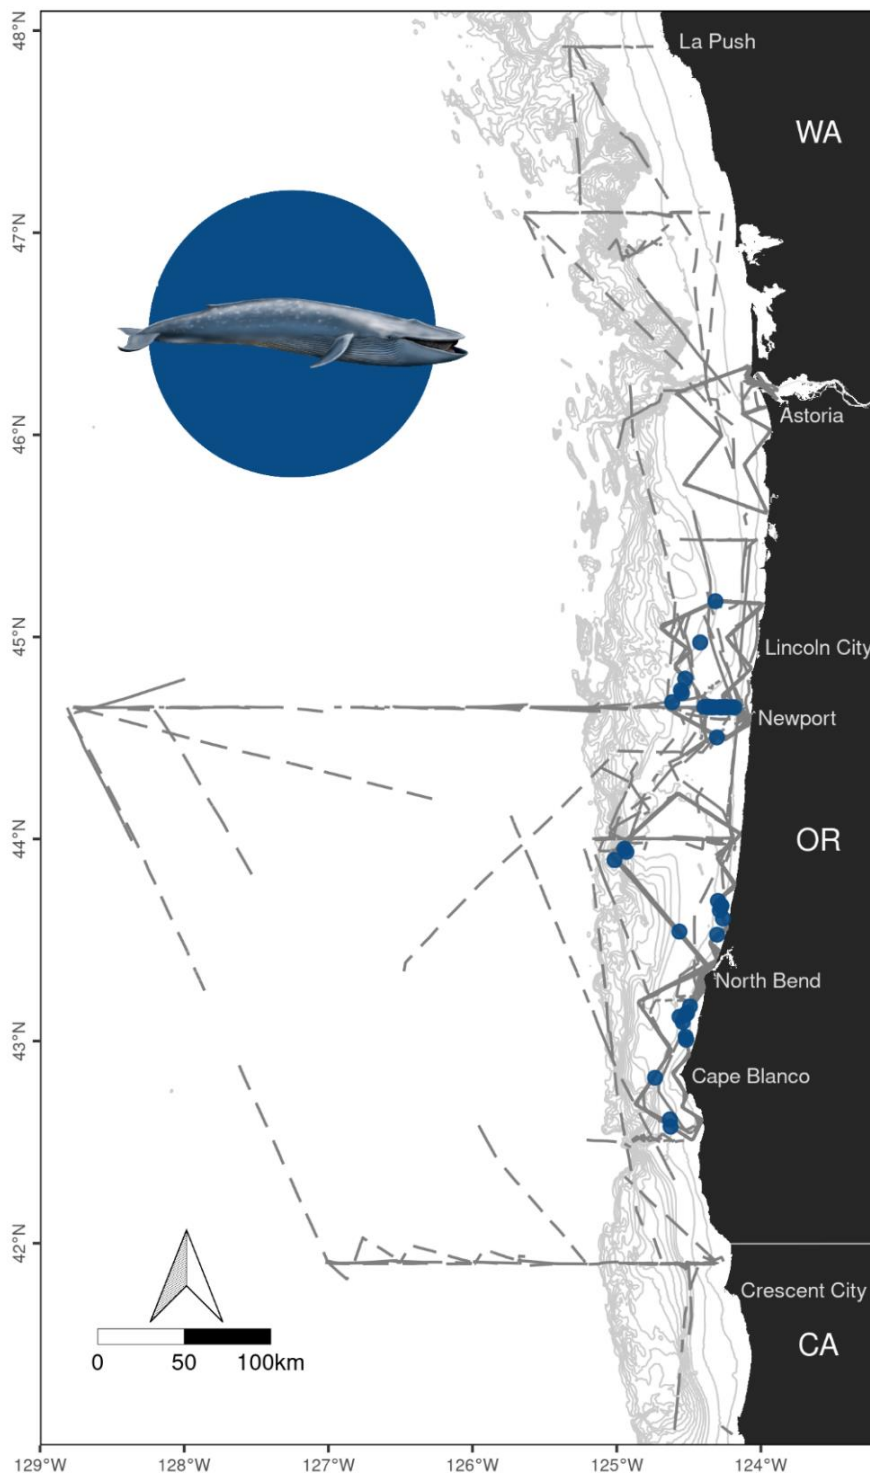 48°N
La Push
WA
47°N
46°N
Astoria
45°N
Lincoln City
Newport
44°N
OR
North Bend
43°N
Cape Blanco
42°N
Crescent City
CA
0 50 100km
129°W 128°W 127°W 126°W 125°W 124°W